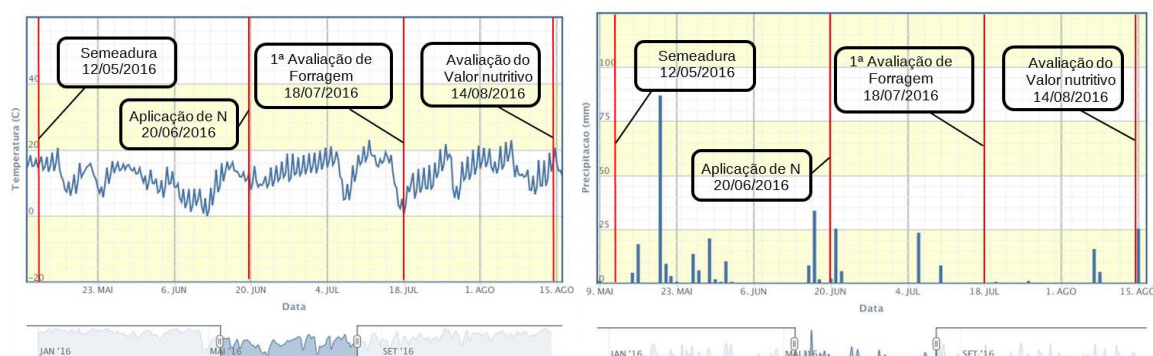 Semeadura
12/05/2016
Aplicação de N
20/06/2016
1ª Avaliação de
Forragem
18/07/2016
Avaliação do
Valor nutritivo
14/08/2016
Temperatura (C)
40
20
0
-20
23. MAI
6. JUN
20. JUN
4. JUL
18. JUL
1. AGO
15. AGO
Data
JAN '16
MAI '16
SET '16
Semeadura
12/05/2016
Aplicação de N
20/06/2016
1ª Avaliação de
Forragem
18/07/2016
Avaliação do
Valor nutritivo
14/08/2016
Precipitacao (mm)
100
75
50
25
0
9. MAI
23. MAI
6. JUN
20. JUN
4. JUL
18. JUL
1. AGO
15. AGO
Data
JAN '16
MAI '16
SET '16